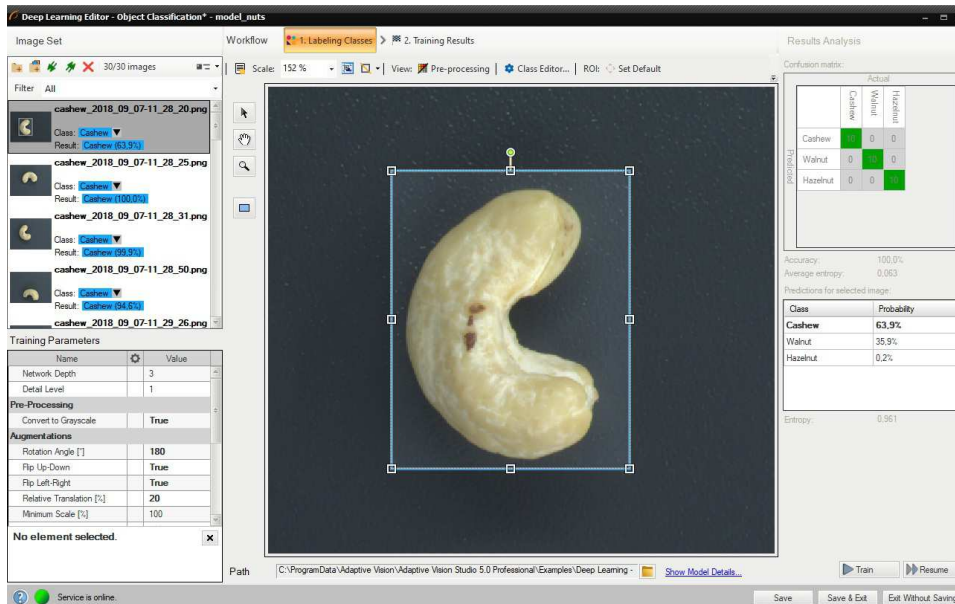 Deep Learning Editor - Object Classification* - model_nuts
Image Set
Workflow
1. Labeling Classes
2. Training Results
Results Analysis
30/30 images
Scale: 152 %
View: Pre-processing
Class Editor...
ROI: Set Default
Filter All
cashew_2018_09_07-11_28_20.png
Class: Cashew
Result: Cashew (63,9%)
cashew_2018_09_07-11_28_25.png
Class: Cashew
Result: Cashew (100,0%)
cashew_2018_09_07-11_28_31.png
Class: Cashew
Result: Cashew (99,9%)
cashew_2018_09_07-11_28_50.png
Class: Cashew
Result: Cashew (94,6%)
cashew_2018_09_07-11_29_26.png
Training Parameters
Name Value
Network Depth 3
Detail Level 1
Pre-Processing
Convert to Grayscale True
Augmentations
Rotation Angle [°] 180
Flip Up-Down True
Flip Left-Right True
Relative Translation [%] 20
Minimum Scale [%] 100
No element selected.
Path C:\ProgramData\Adaptive Vision\Adaptive Vision Studio 5.0 Professional\Examples\Deep Learning -
Show Model Details...
Confusion matrix:
Actual
Cashew Walnut Hazelnut
Predicted
Cashew 10 0 0
Walnut 0 10 0
Hazelnut 0 0 10
Accuracy: 100,0%
Average entropy: 0.063
Predictions for selected image:
Class Probability
Cashew 63,9%
Walnut 35,9%
Hazelnut 0,2%
Entropy: 0,961
Train
Resume
Service is online.
Save
Save & Exit
Exit Without Saving